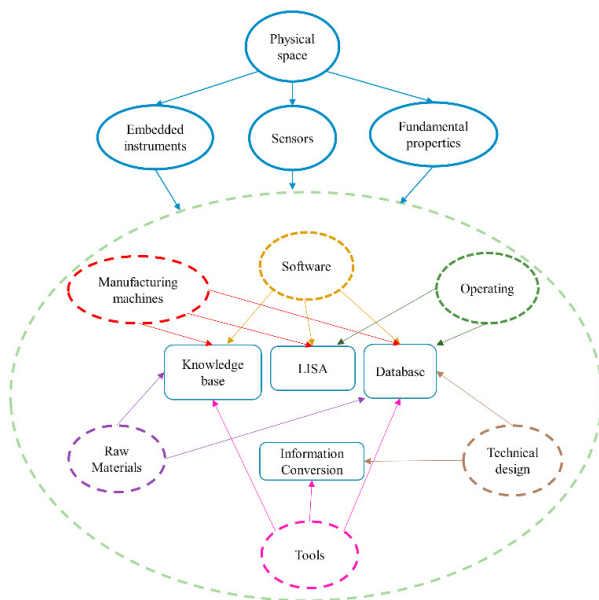 Physical
space
Embedded
instruments
Sensors
Fundamental
properties
Software
Manufacturing
machines
Operating
Knowledge
base
LISA
Database
Raw
Materials
Information
Conversion
Technical
design
Tools